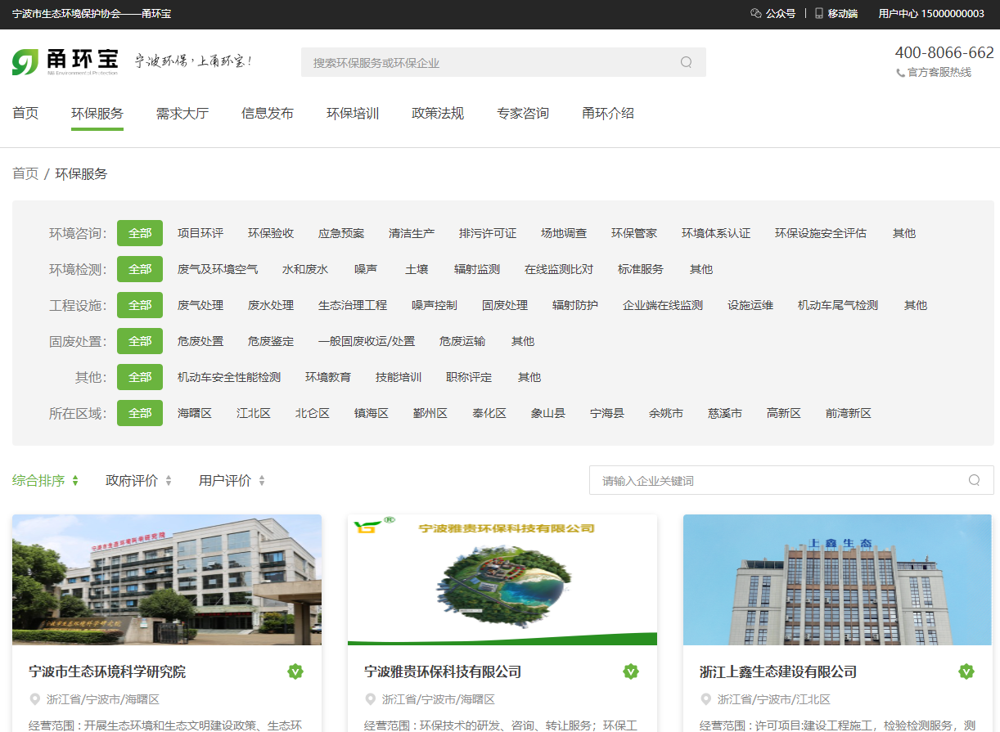 宁波市生态环境保护协会——甬环宝
公众号 移动端 用户中心 15000000003
甬环宝
NB Environmental Protection
宁波环保,上甬环宝!
搜索环保服务或环保企业
400-8066-662
官方客服热线
首页 环保服务 需求大厅 信息发布 环保培训 政策法规 专家咨询 甬环介绍
首页 / 环保服务
环境咨询： 全部 项目环评 环保验收 应急预案 清洁生产 排污许可证 场地调查 环保管家 环境体系认证 环保设施安全评估 其他
环境检测： 全部 废气及环境空气 水和废水 噪声 土壤 辐射监测 在线监测比对 标准服务 其他
工程设施： 全部 废气处理 废水处理 生态治理工程 噪声控制 固废处理 辐射防护 企业端在线监测 设施运维 机动车尾气检测 其他
固废处置： 全部 危废处置 危废鉴定 一般固废收运/处置 危废运输 其他
其他： 全部 机动车安全性能检测 环境教育 技能培训 职称评定 其他
所在区域： 全部 海曙区 江北区 北仑区 镇海区 鄞州区 奉化区 象山县 宁海县 余姚市 慈溪市 高新区 前湾新区
综合排序 政府评价 用户评价
请输入企业关键词
宁波市生态环境科学研究院
宁波市生态环境科学研究院
YG ®
宁波雅贵环保科技有限公司
上鑫生态
宁波市生态环境科学研究院
浙江省/宁波市/海曙区
经营范围：开展生态环境和生态文明建设政策、生态环
宁波雅贵环保科技有限公司
浙江省/宁波市/海曙区
经营范围：环保技术的研发、咨询、转让服务；环保工
浙江上鑫生态建设有限公司
浙江省/宁波市/江北区
经营范围：许可项目:建设工程施工，检验检测服务，测